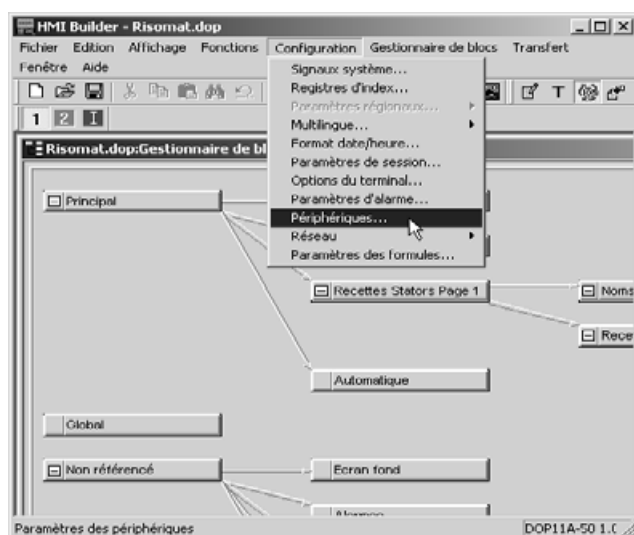 HMI Builder - Risomat.dop
Fichier Edition Affichage Fonctions Configuration Gestionnaire de blocs Transfert
Fenêtre Aide
Signaux système...
Registres d'index...
Paramètres régionaux...
Multilingue...
Format date/heure...
Paramètres de session...
Options du terminal...
Paramètres d'alarme...
Périphériques...
Réseau
Paramètres des formules...
T
1 2 I
Risomat.dop:Gestionnaire de bl
Principal
Recettes Stators Page 1
Noms
Rece
Automatique
Global
Non référencé
Ecran fond
Alarmes
Paramètres des périphériques
DOP11A-50 1.0